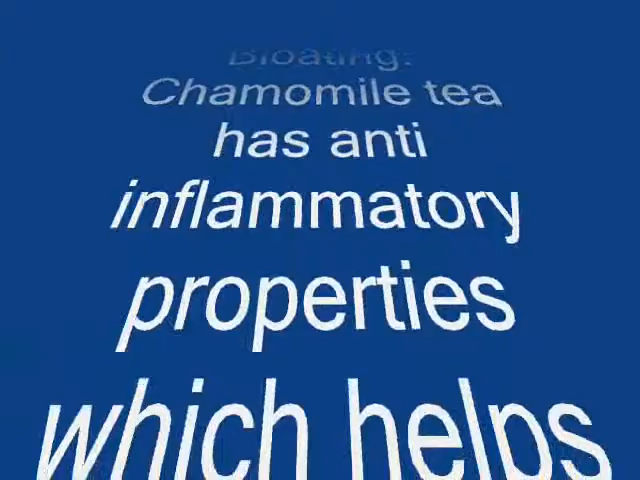 Bloating:
Chamomile tea
has anti
inflammatory
properties
which helps